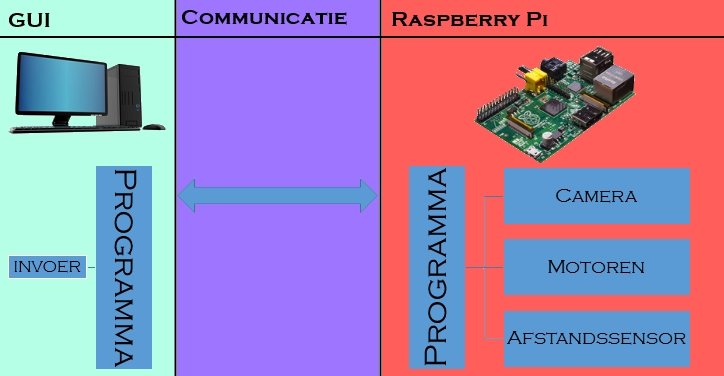 GUI
Communicatie
Raspberry Pi
Programma
INVOER
Programma
Camera
Motoren
Afstandssensor